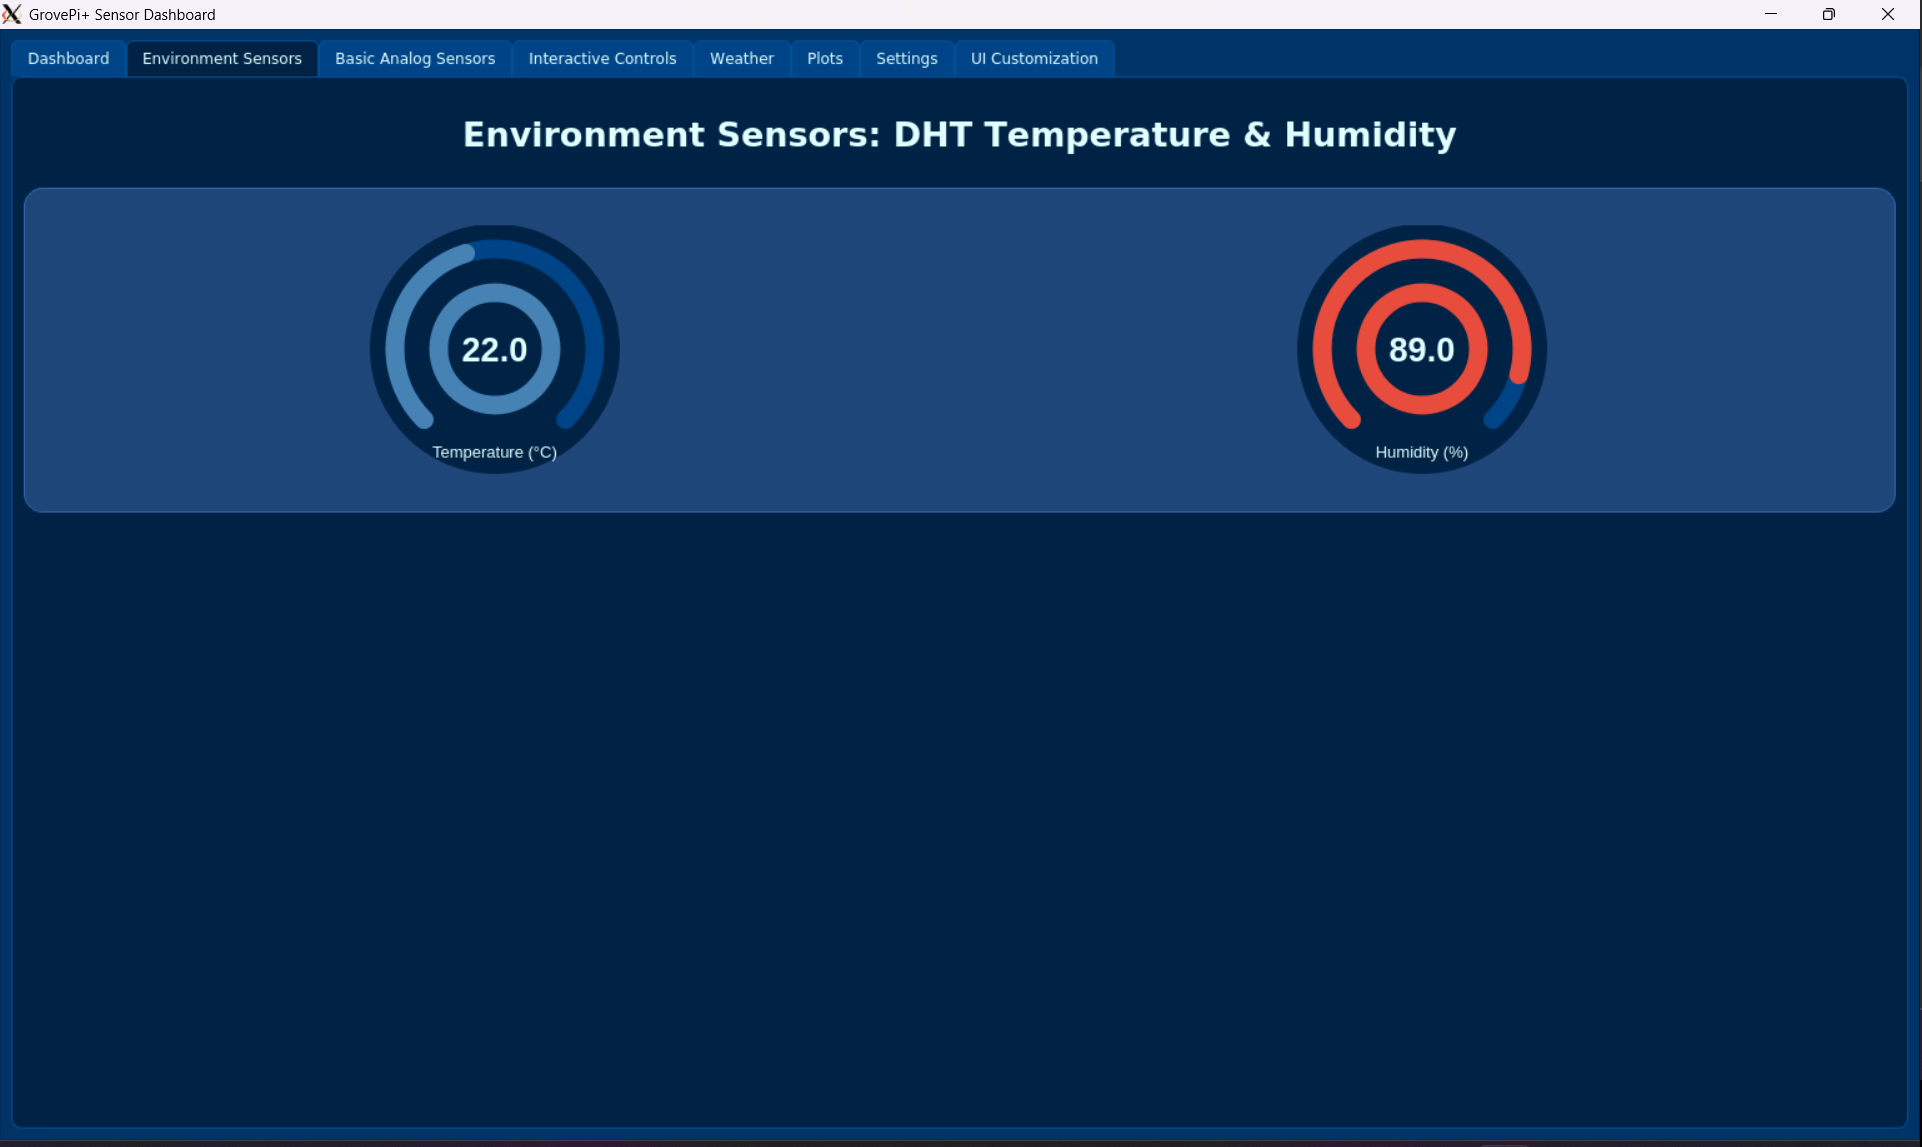 GrovePi+ Sensor Dashboard
Dashboard Environment Sensors Basic Analog Sensors Interactive Controls Weather Plots Settings UI Customization
Environment Sensors: DHT Temperature & Humidity
22.0 89.0
Temperature (°C) Humidity (%)